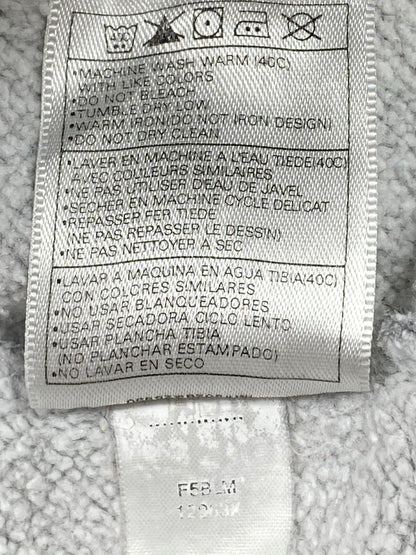 •MACHINE WASH WARM (40C)
WITH LIKE COLORS
•DO NOT BLEACH
•TUMBLE DRY LOW
•WARM IRON(DO NOT IRON DESIGN)
•DO NOT DRY CLEAN
•LAVER EN MACHINE A L'EAU TIEDE(40C)
AVEC COULEURS SIMILAIRES
•NE PAS UTILISER D'EAU DE JAVEL
•SECHER EN MACHINE CYCLE DELICAT
•REPASSER FER TIEDE
(NE PAS REPASSER LE DESSIN)
•NE PAS NETTOYER A SEC
•LAVAR A MAQUINA EN AGUA TIBIA(40C)
CON COLORES SIMILARES
•NO USAR BLANQUEADORES
•USAR SECADORA CICLO LENTO
•USAR PLANCHA TIBIA
(NO PLANCHAR ESTAMPADO)
•NO LAVAR EN SECO